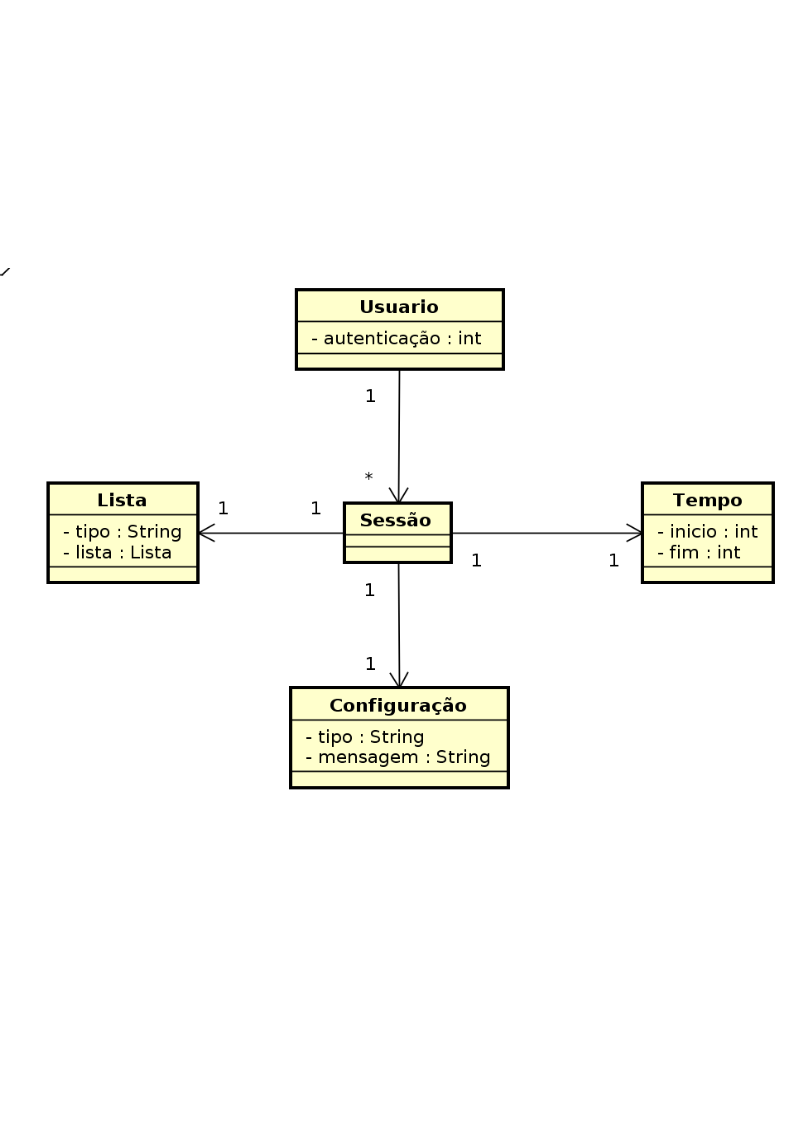 Usuario
- autenticação : int
1
*
Lista
- tipo : String
- lista : Lista
1
1
Sessão
1
1
Tempo
- inicio : int
- fim : int
1
1
Configuração
- tipo : String
- mensagem : String